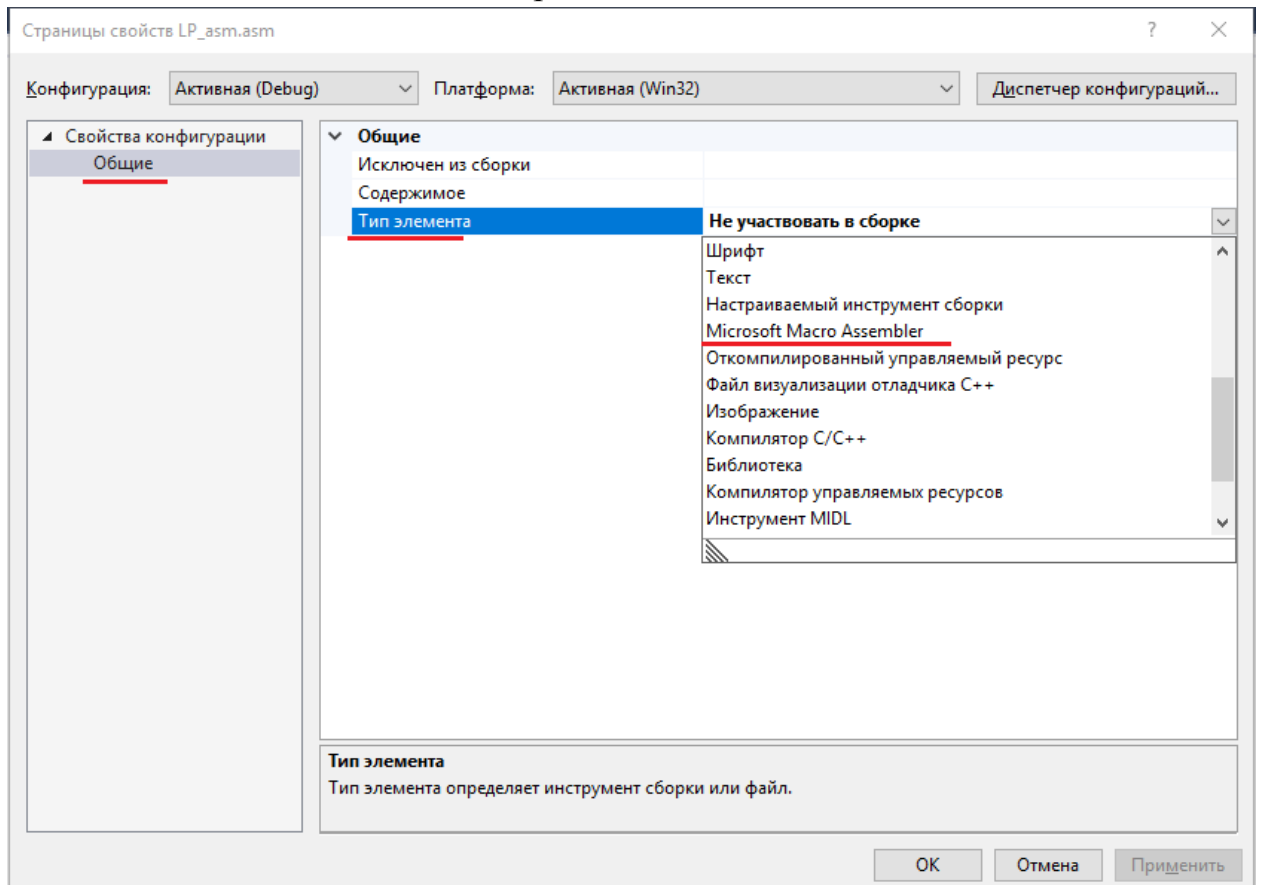 Страницы свойств LP_asm.asm ?
Конфигурация: Активная (Debug) Платформа: Активная (Win32) Диспетчер конфигураций...
Свойства конфигурации
Общие
Общие
Исключен из сборки
Содержимое
Тип элемента Не участвовать в сборке
Шрифт
Текст
Настраиваемый инструмент сборки
Microsoft Macro Assembler
Откомпилированный управляемый ресурс
Файл визуализации отладчика C++
Изображение
Компилятор C/C++
Библиотека
Компилятор управляемых ресурсов
Инструмент MIDL
Тип элемента
Тип элемента определяет инструмент сборки или файл.
ОК Отмена Применить